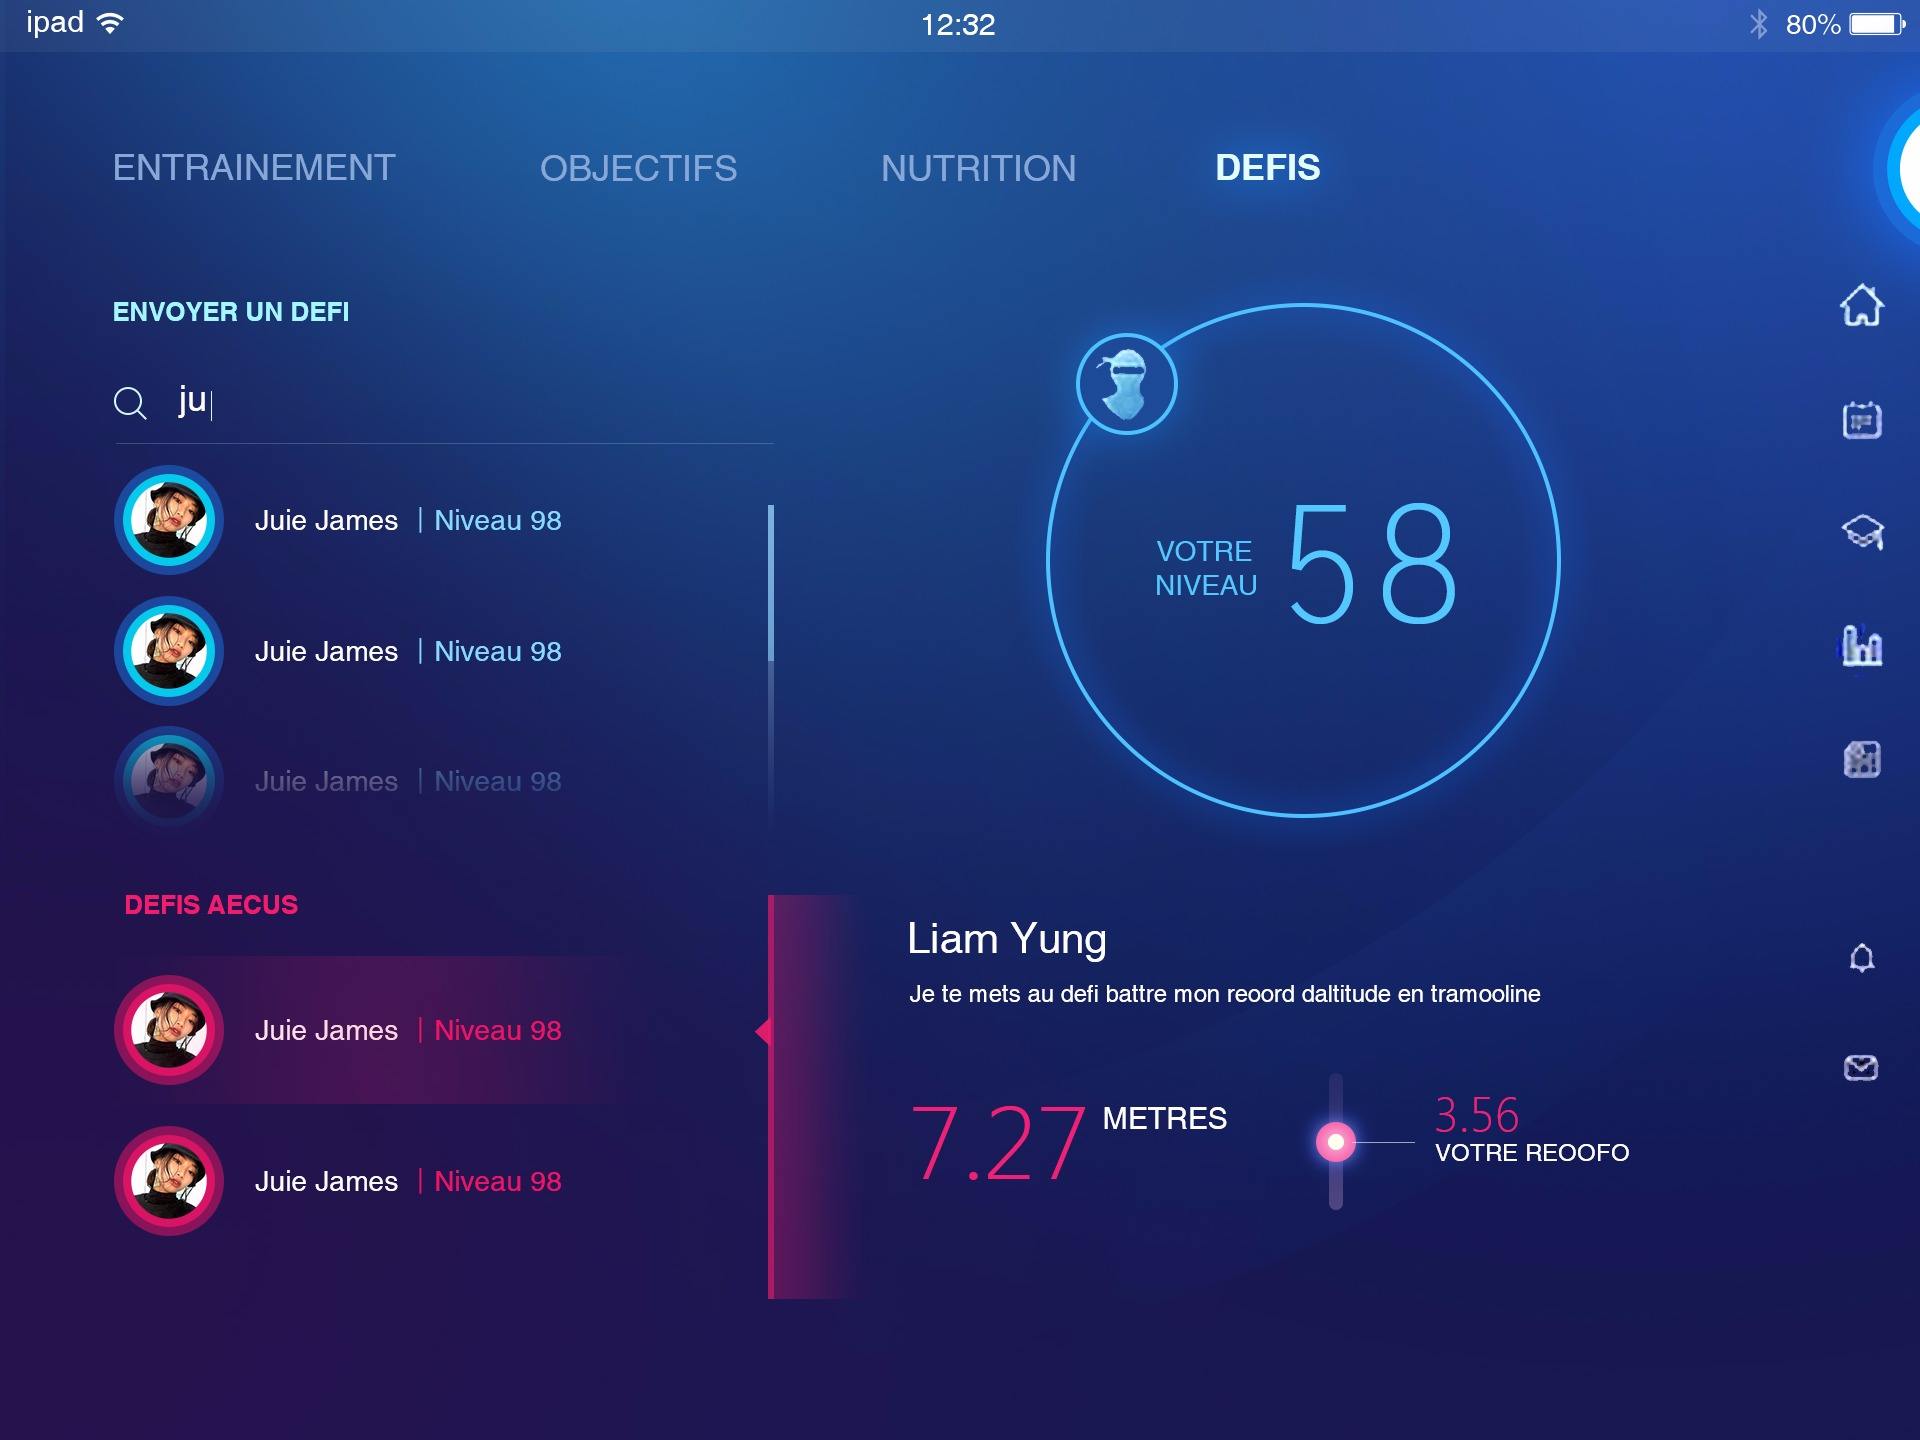 ipad
12:32
80%
ENTRAINEMENT
OBJECTIFS
NUTRITION
DEFIS
ENVOYER UN DEFI
ju
Juie James | Niveau 98
Juie James | Niveau 98
Juie James | Niveau 98
VOTRE
NIVEAU
58
DEFIS AECUS
Juie James | Niveau 98
Juie James | Niveau 98
Liam Yung
Je te mets au defi battre mon reoord daltitude en tramooline
7.27 METRES
3.56
VOTRE REOOFO